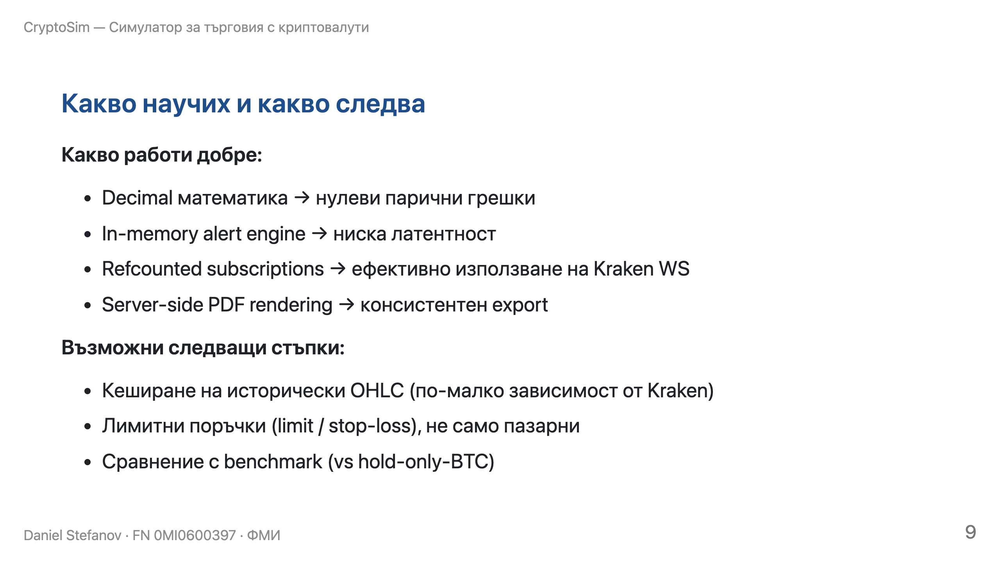 CryptoSim — Симулатор за търговия с криптовалути
Какво научих и какво следва
Какво работи добре:
• Decimal математика → нулеви парични грешки
• In-memory alert engine → ниска латентност
• Refcounted subscriptions → ефективно използване на Kraken WS
• Server-side PDF rendering → консистентен export
Възможни следващи стъпки:
• Кеширане на исторически OHLC (по-малко зависимост от Kraken)
• Лимитни поръчки (limit / stop-loss), не само пазарни
• Сравнение с benchmark (vs hold-only-BTC)
Daniel Stefanov · FN 0MI0600397 · ФМИ
9